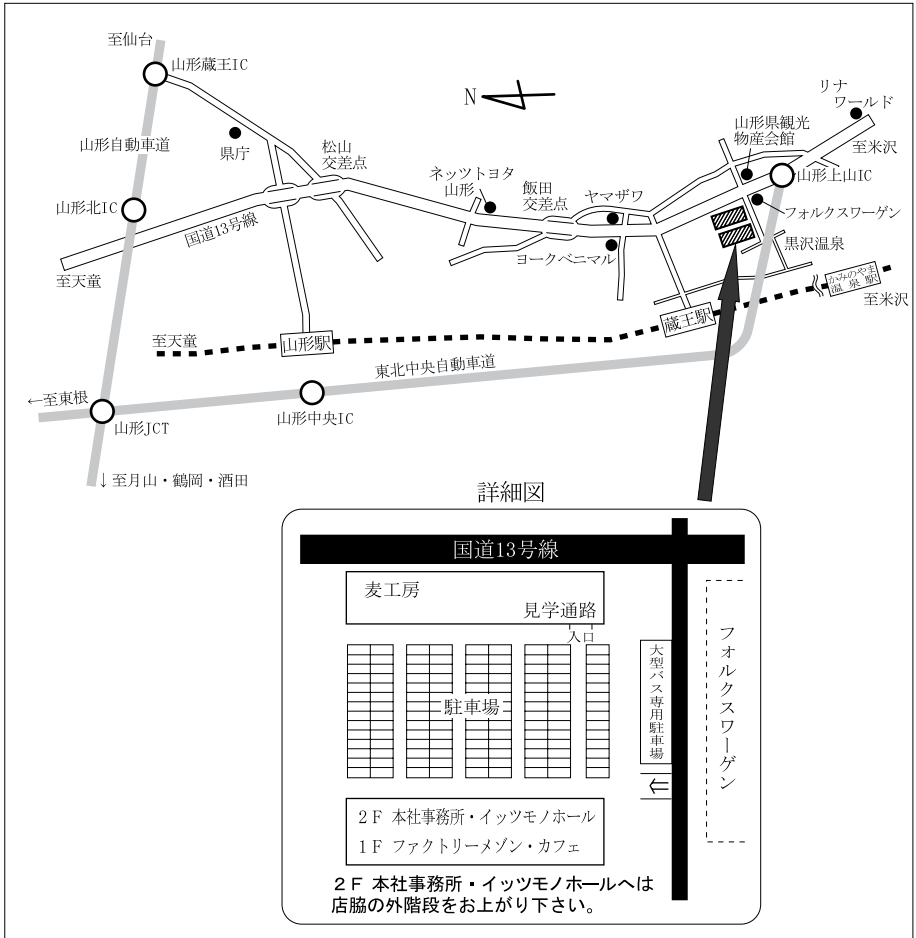 至仙台
山形蔵王IC
山形自動車道
県庁
松山
交差点
N
リナ
ワールド
山形県観光
物産会館
至米沢
山形上山IC
ネッツトヨタ
山形
飯田
交差点
ヤマザワ
フォルクスワーゲン
黒沢温泉
山形北IC
国道13号線
ヨークベニマル
至天童
かみのやま
温泉駅
至米沢
至天童
山形駅
蔵王駅
東北中央自動車道
←至東根
山形JCT
山形中央IC
↓至月山・鶴岡・酒田
詳細図
国道13号線
麦工房
見学通路
入口
大型バス専用駐車場
フォルクスワーゲン
駐車場
2F 本社事務所・イッツモノホール
1F ファクトリーメゾン・カフェ
2F 本社事務所・イッツモノホールへは
店脇の外階段をお上がり下さい。